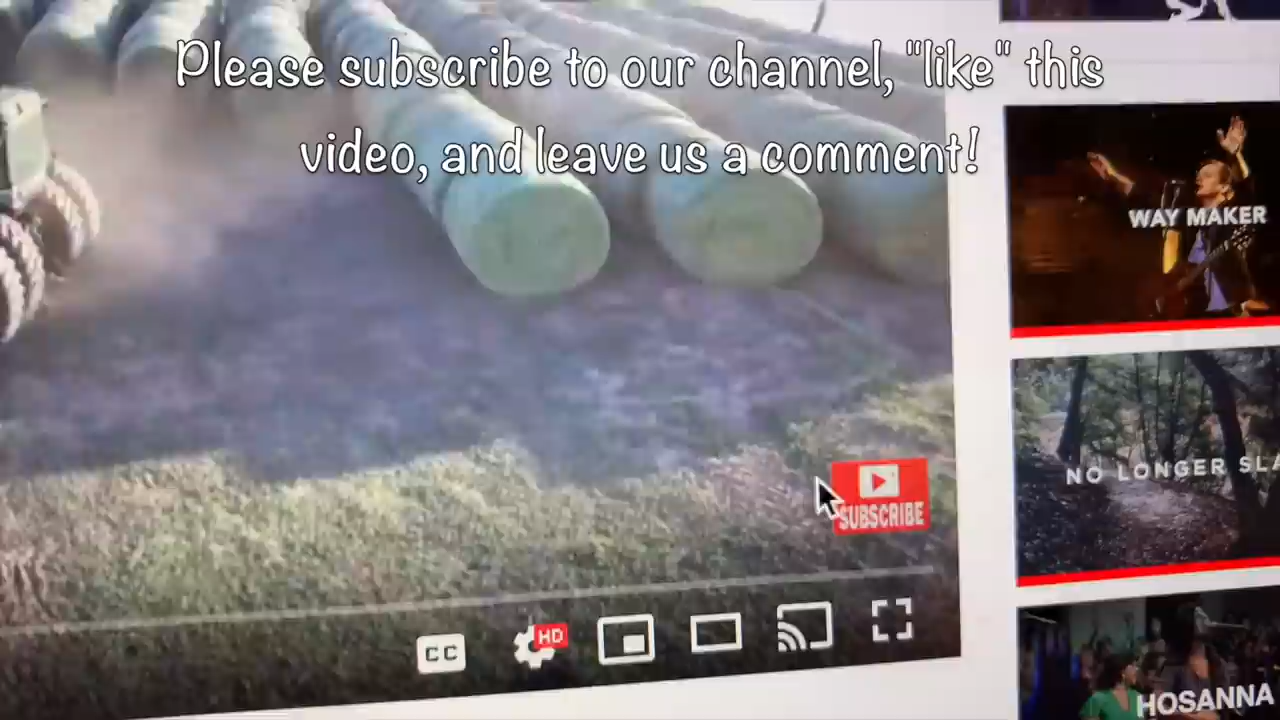 Please subscribe to our channel, "like" this
video, and leave us a comment!
WAY MAKER
NO LONGER SLA
SUBSCRIBE
CC
HD
HOSANNA